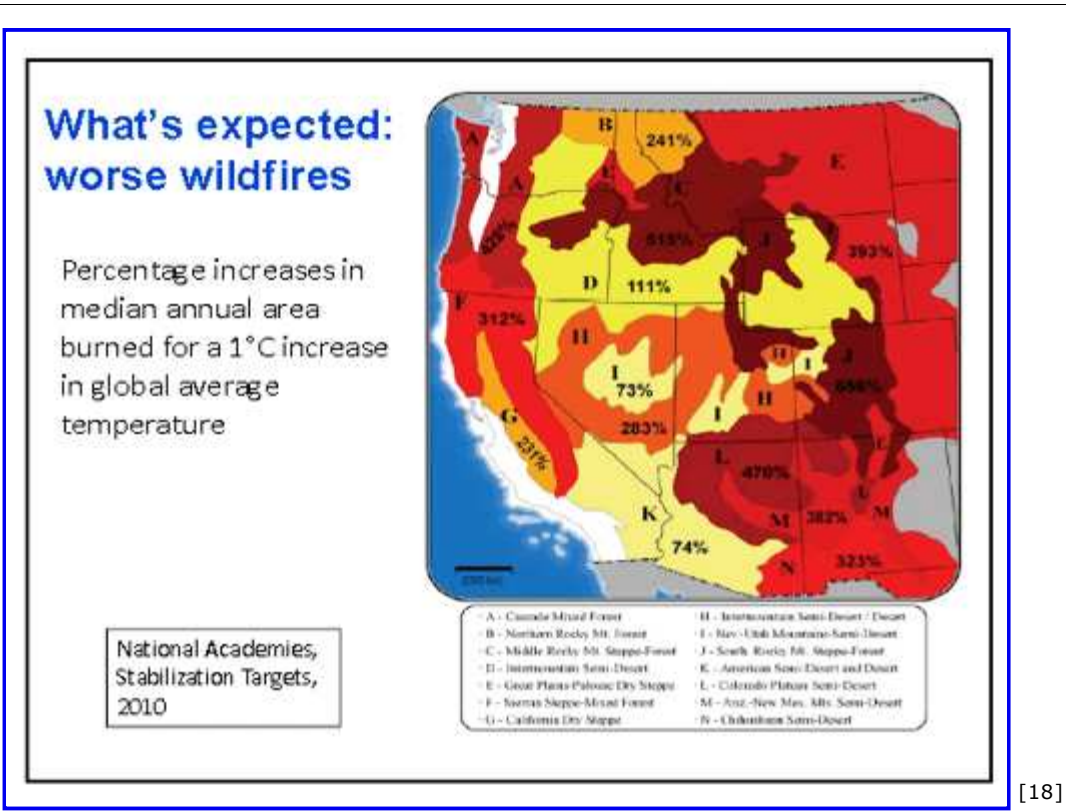 What's expected:
worse wildfires
Percentage increases in
median annual area
burned for a 1°C increase
in global average
temperature
National Academies,
Stabilization Targets,
2010
A
B
241%
E
A
C
E
J
393%
D
111%
F
312%
H
I
73%
283%
H
I
J
H
I
G
231%
L
470%
L
K
M
382%
M
74%
N
323%
A - Cascade Mixed Forest
B - Northern Rocky Mt. Forest
C - Middle Rocky Mt. Steppe-Forest
D - Intermountain Semi-Desert
E - Great Plains-Palouse Dry Steppe
F - Sierran Steppe-Mixed Forest
G - California Dry Steppe
H - Intermountain Semi-Desert / Desert
I - Nev.-Utah Mountains-Semi-Desert
J - South. Rocky Mt. Steppe-Forest
K - American Semi-Desert and Desert
L - Colorado Plateau Semi-Desert
M - Ariz.-New Mex. Mts. Semi-Desert
N - Chihuahuan Semi-Desert
[18]